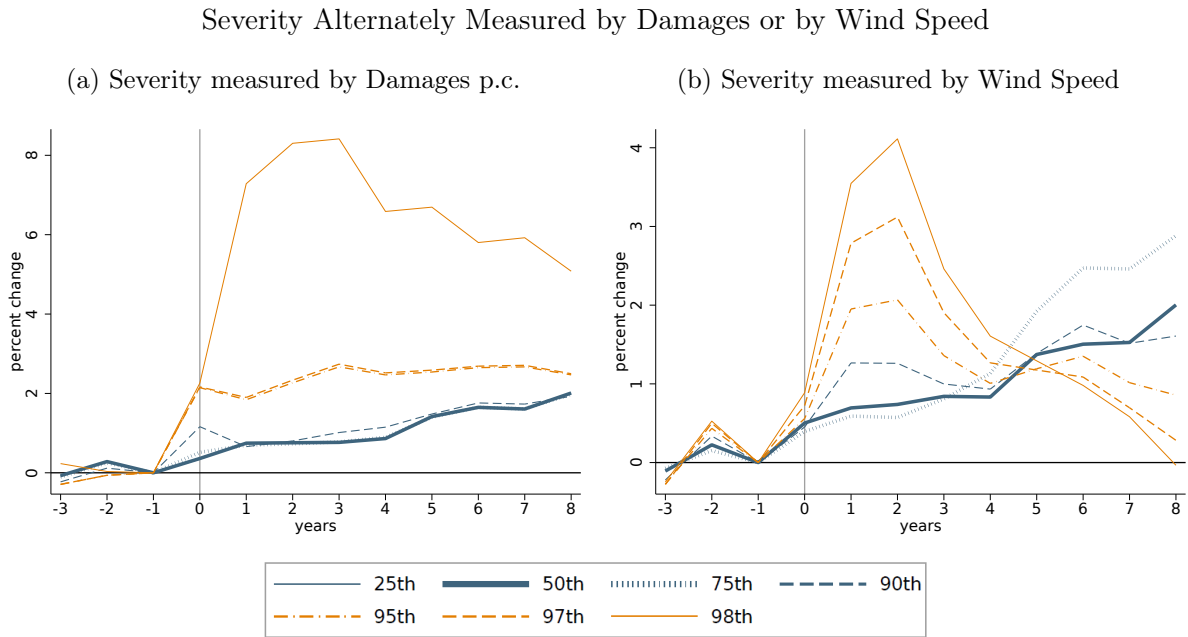 Severity Alternately Measured by Damages or by Wind Speed
(a) Severity measured by Damages p.c.
percent change
8
6
4
2
0
-3 -2 -1 0 1 2 3 4 5 6 7 8
years
(b) Severity measured by Wind Speed
percent change
4
3
2
1
0
-3 -2 -1 0 1 2 3 4 5 6 7 8
years
25th 50th 75th 90th
95th 97th 98th